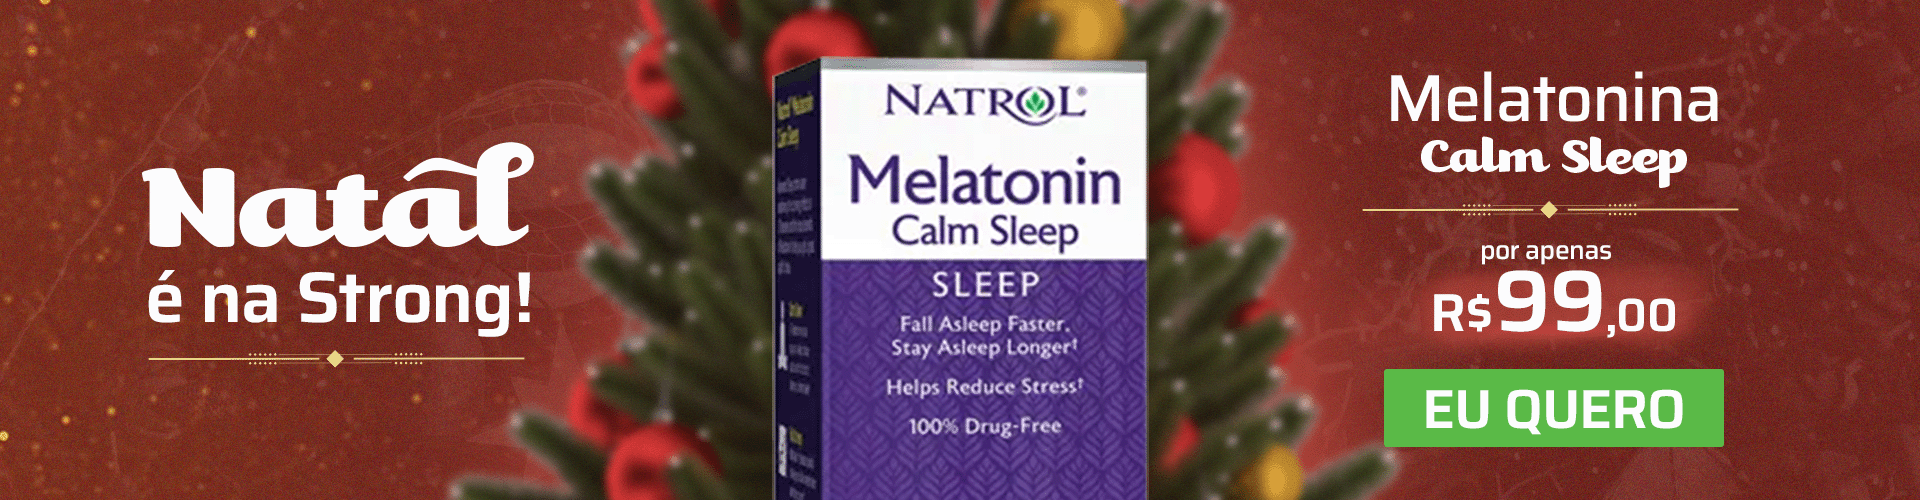 Natal
é na Strong!
NATROL®
Melatonin
Calm Sleep
SLEEP
Fall Asleep Faster,
Stay Asleep Longer†
Helps Reduce Stress†
100% Drug-Free
Melatonina
Calm Sleep
por apenas
R$99,00
EU QUERO